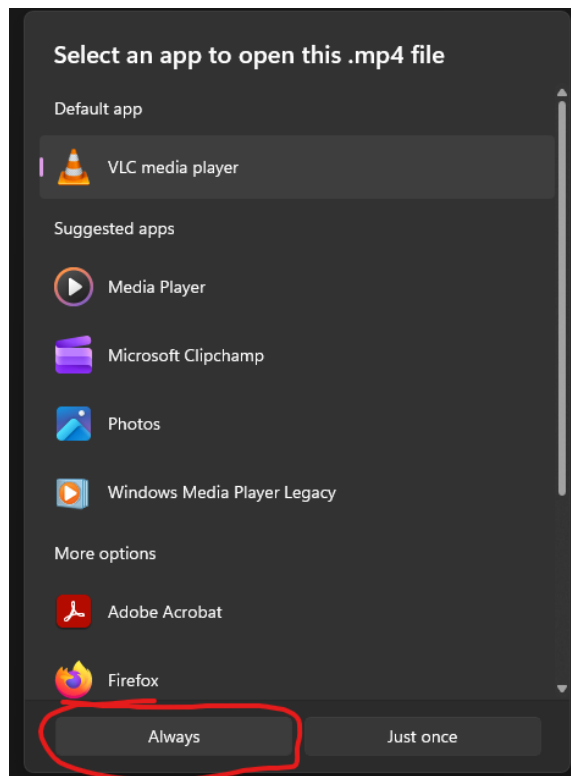 Select an app to open this .mp4 file
Default app
VLC media player
Suggested apps
Media Player
Microsoft Clipchamp
Photos
Windows Media Player Legacy
More options
Adobe Acrobat
Firefox
Always Just once